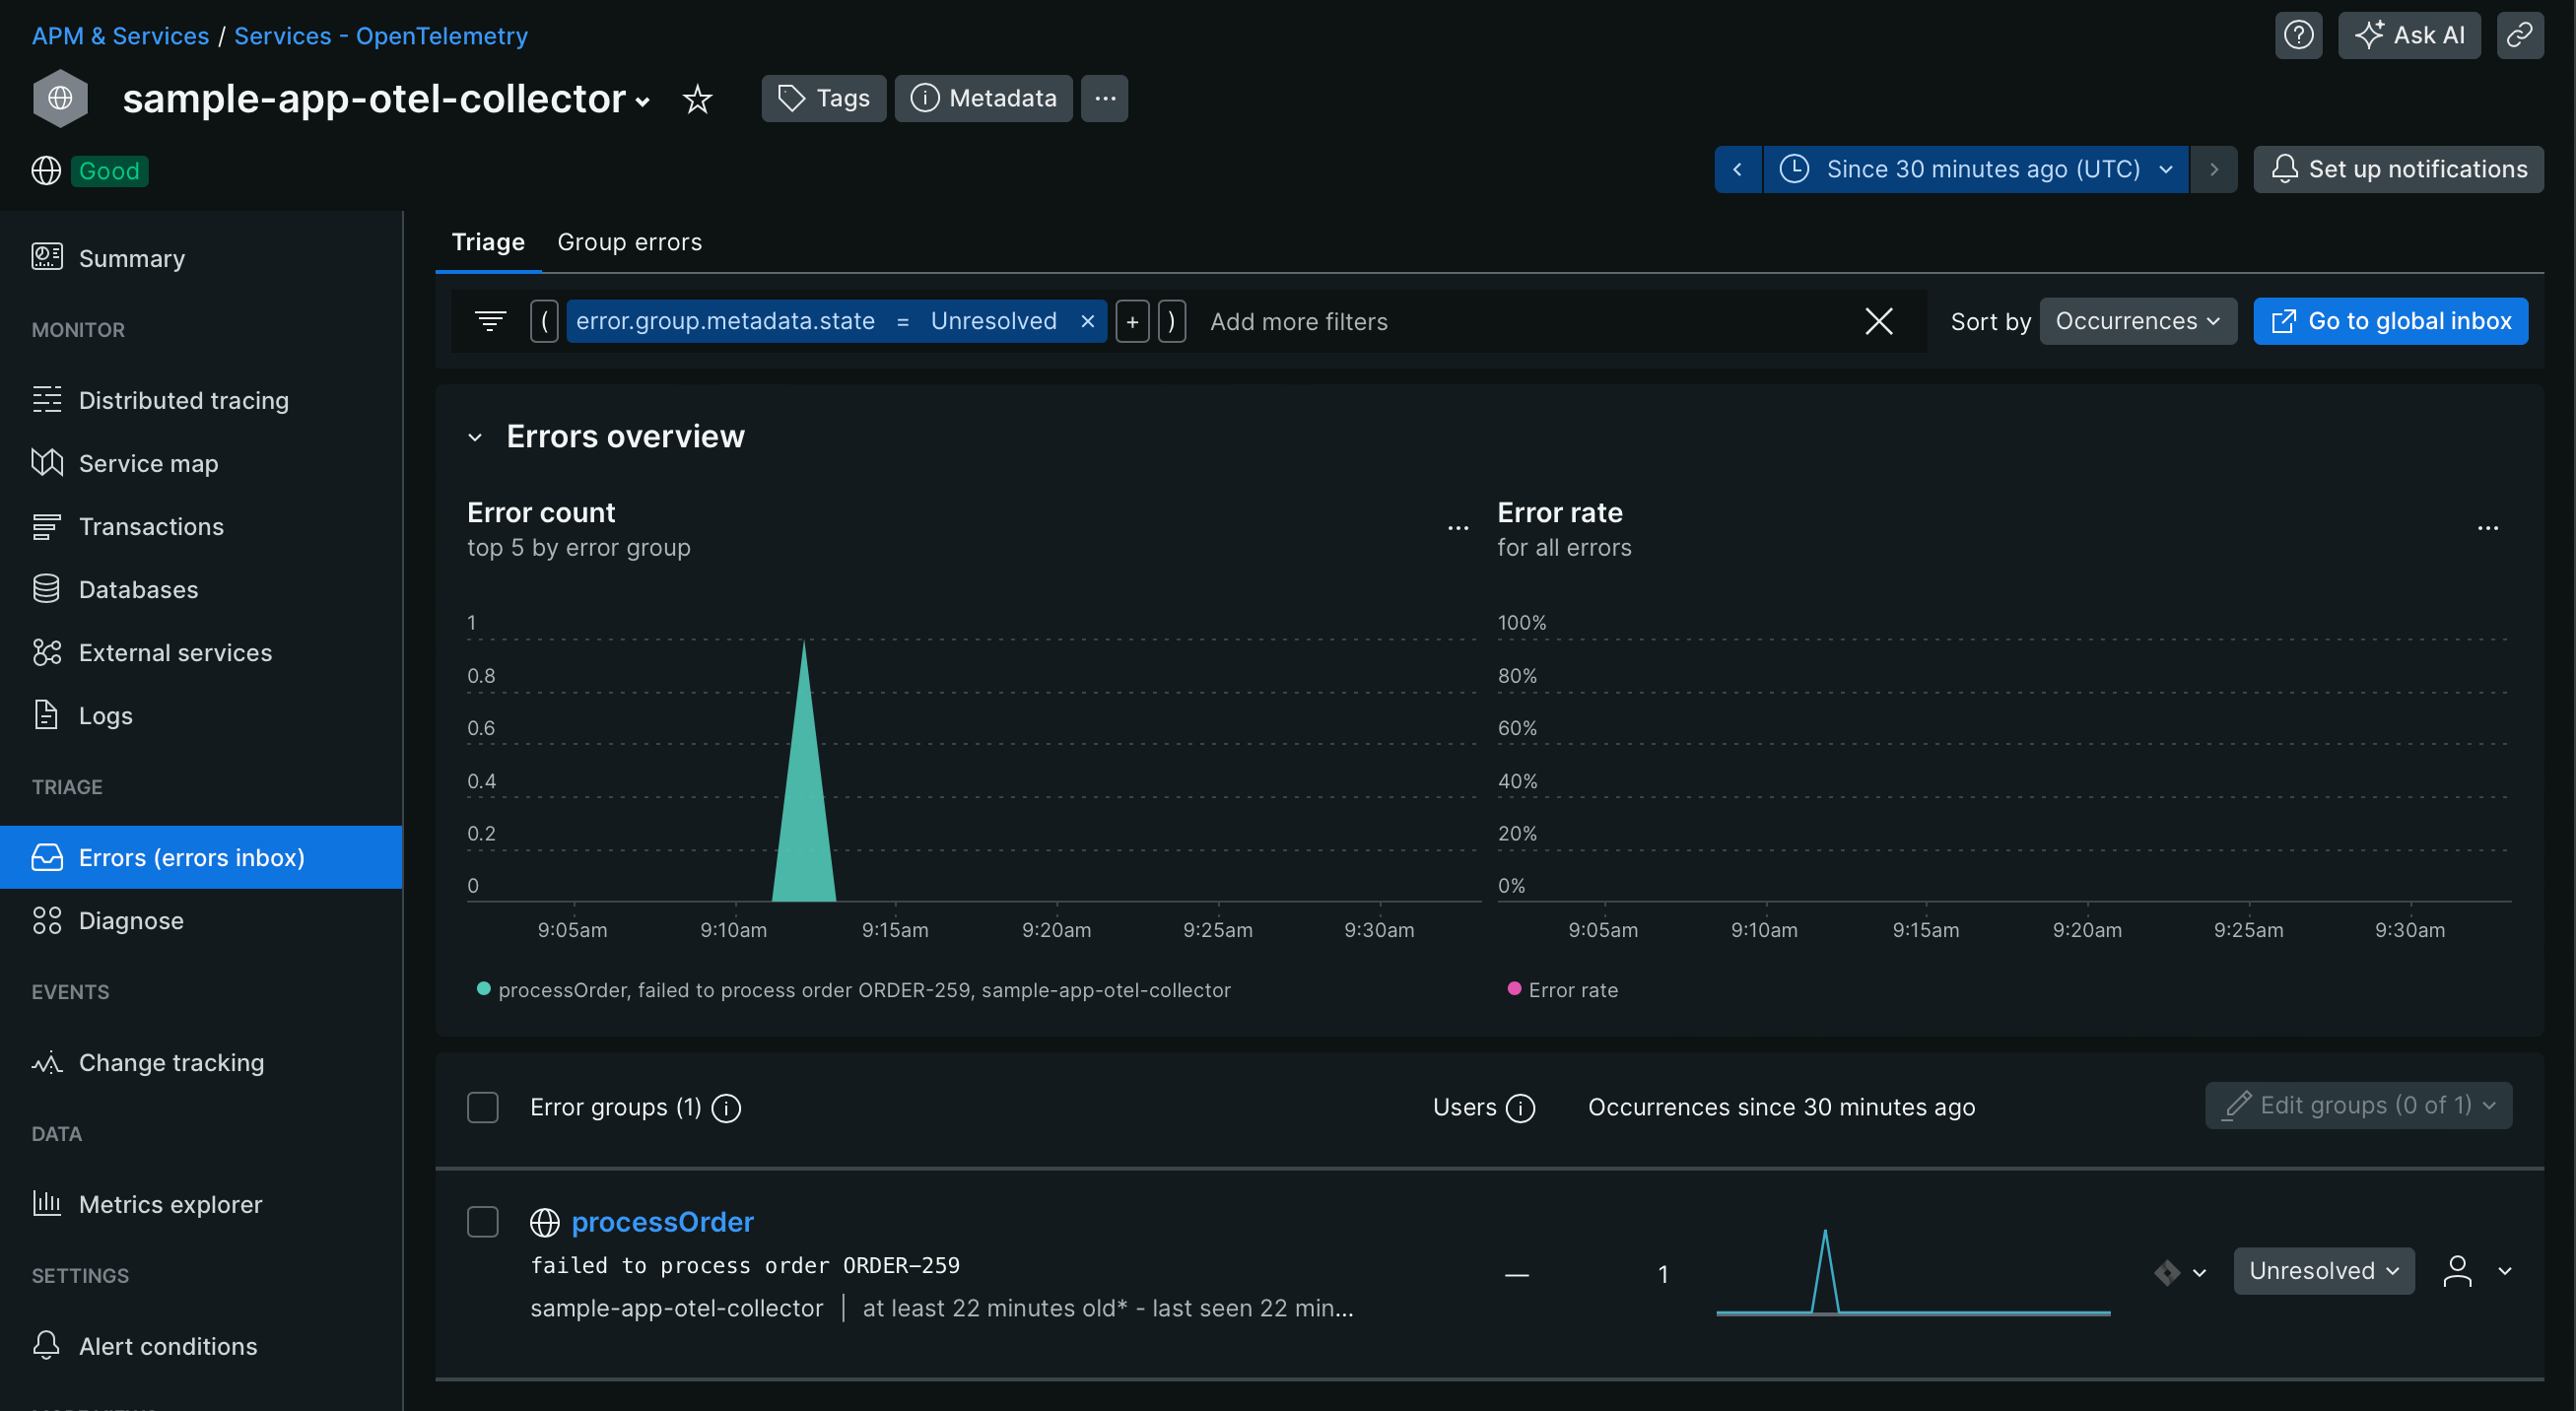 APM & Services / Services - OpenTelemetry
Ask AI
sample-app-otel-collector
Tags
Metadata
...
Good
Since 30 minutes ago (UTC)
Set up notifications
Summary
MONITOR
Distributed tracing
Service map
Transactions
Databases
External services
Logs
TRIAGE
Errors (errors inbox)
Diagnose
EVENTS
Change tracking
DATA
Metrics explorer
SETTINGS
Alert conditions
Triage
Group errors
( error.group.metadata.state = Unresolved × + ) Add more filters
Sort by Occurrences
Go to global inbox
Errors overview
Error count
top 5 by error group
...
1
0.8
0.6
0.4
0.2
0
9:05am 9:10am 9:15am 9:20am 9:25am 9:30am
processOrder, failed to process order ORDER-259, sample-app-otel-collector
Error rate
for all errors
...
100%
80%
60%
40%
20%
0%
9:05am 9:10am 9:15am 9:20am 9:25am 9:30am
Error rate
Error groups (1)
Users
Occurrences since 30 minutes ago
Edit groups (0 of 1)
processOrder
failed to process order ORDER-259
sample-app-otel-collector | at least 22 minutes old* - last seen 22 min...
—
1
Unresolved